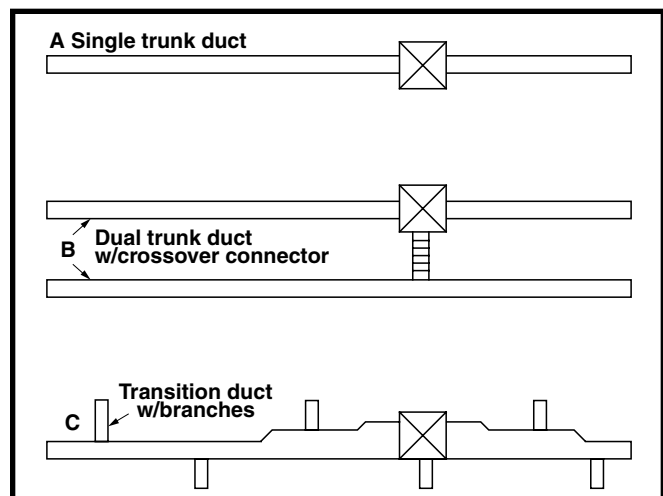 A Single trunk duct
B Dual trunk duct
w/crossover connector
Transition duct
C w/branches